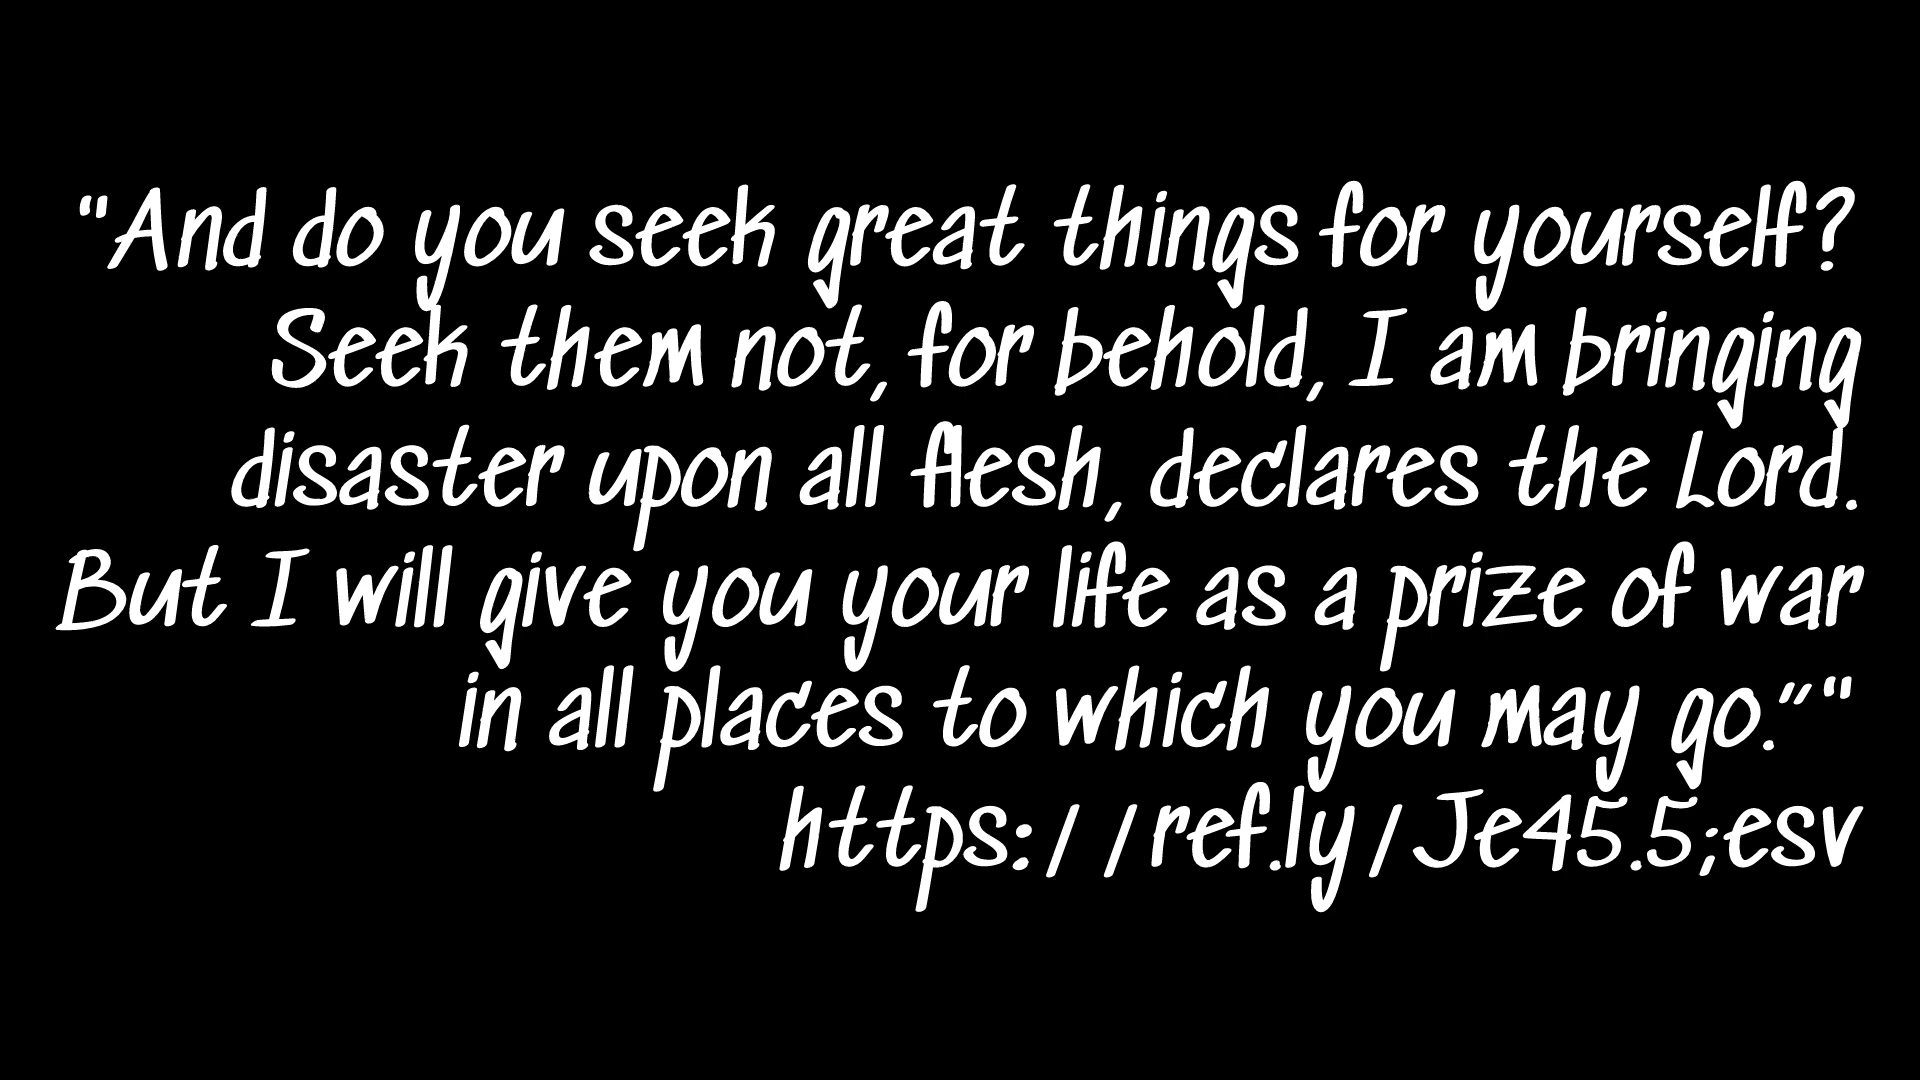 “And do you seek great things for yourself?
Seek them not, for behold, I am bringing
disaster upon all flesh, declares the Lord.
But I will give you your life as a prize of war
in all places to which you may go.”“
https://ref.ly/Je45.5;esv